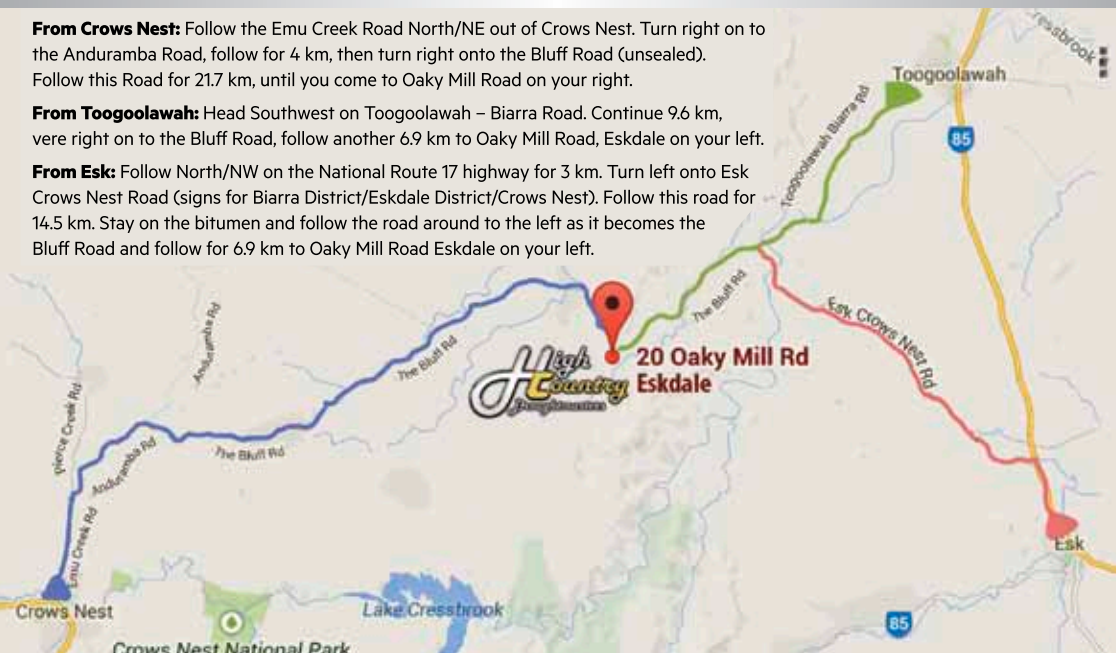 From Crows Nest: Follow the Emu Creek Road North/NE out of Crows Nest. Turn right on to
the Anduramba Road, follow for 4 km, then turn right onto the Bluff Road (unsealed).
Follow this Road for 21.7 km, until you come to Oaky Mill Road on your right.
From Toogoolawah: Head Southwest on Toogoolawah – Biarra Road. Continue 9.6 km,
vere right on to the Bluff Road, follow another 6.9 km to Oaky Mill Road, Eskdale on your left.
From Esk: Follow North/NW on the National Route 17 highway for 3 km. Turn left onto Esk
Crows Nest Road (signs for Biarra District/Eskdale District/Crows Nest). Follow this road for
14.5 km. Stay on the bitumen and follow the road around to the left as it becomes the
Bluff Road and follow for 6.9 km to Oaky Mill Road Eskdale on your left.
ressbrook
Toogoolawah
85
Toogoolawah Biarra Rd
The Bluff Rd
Esk Crows Nest Rd
Anduramba Rd
The Bluff Rd
High
Country
20 Oaky Mill Rd
Eskdale
Pierce Creek Rd
Anduramba Rd
The Bluff Rd
Emu Creek Rd
Esk
Crows Nest
Lake Cressbrook
85
Crows Nest National Park